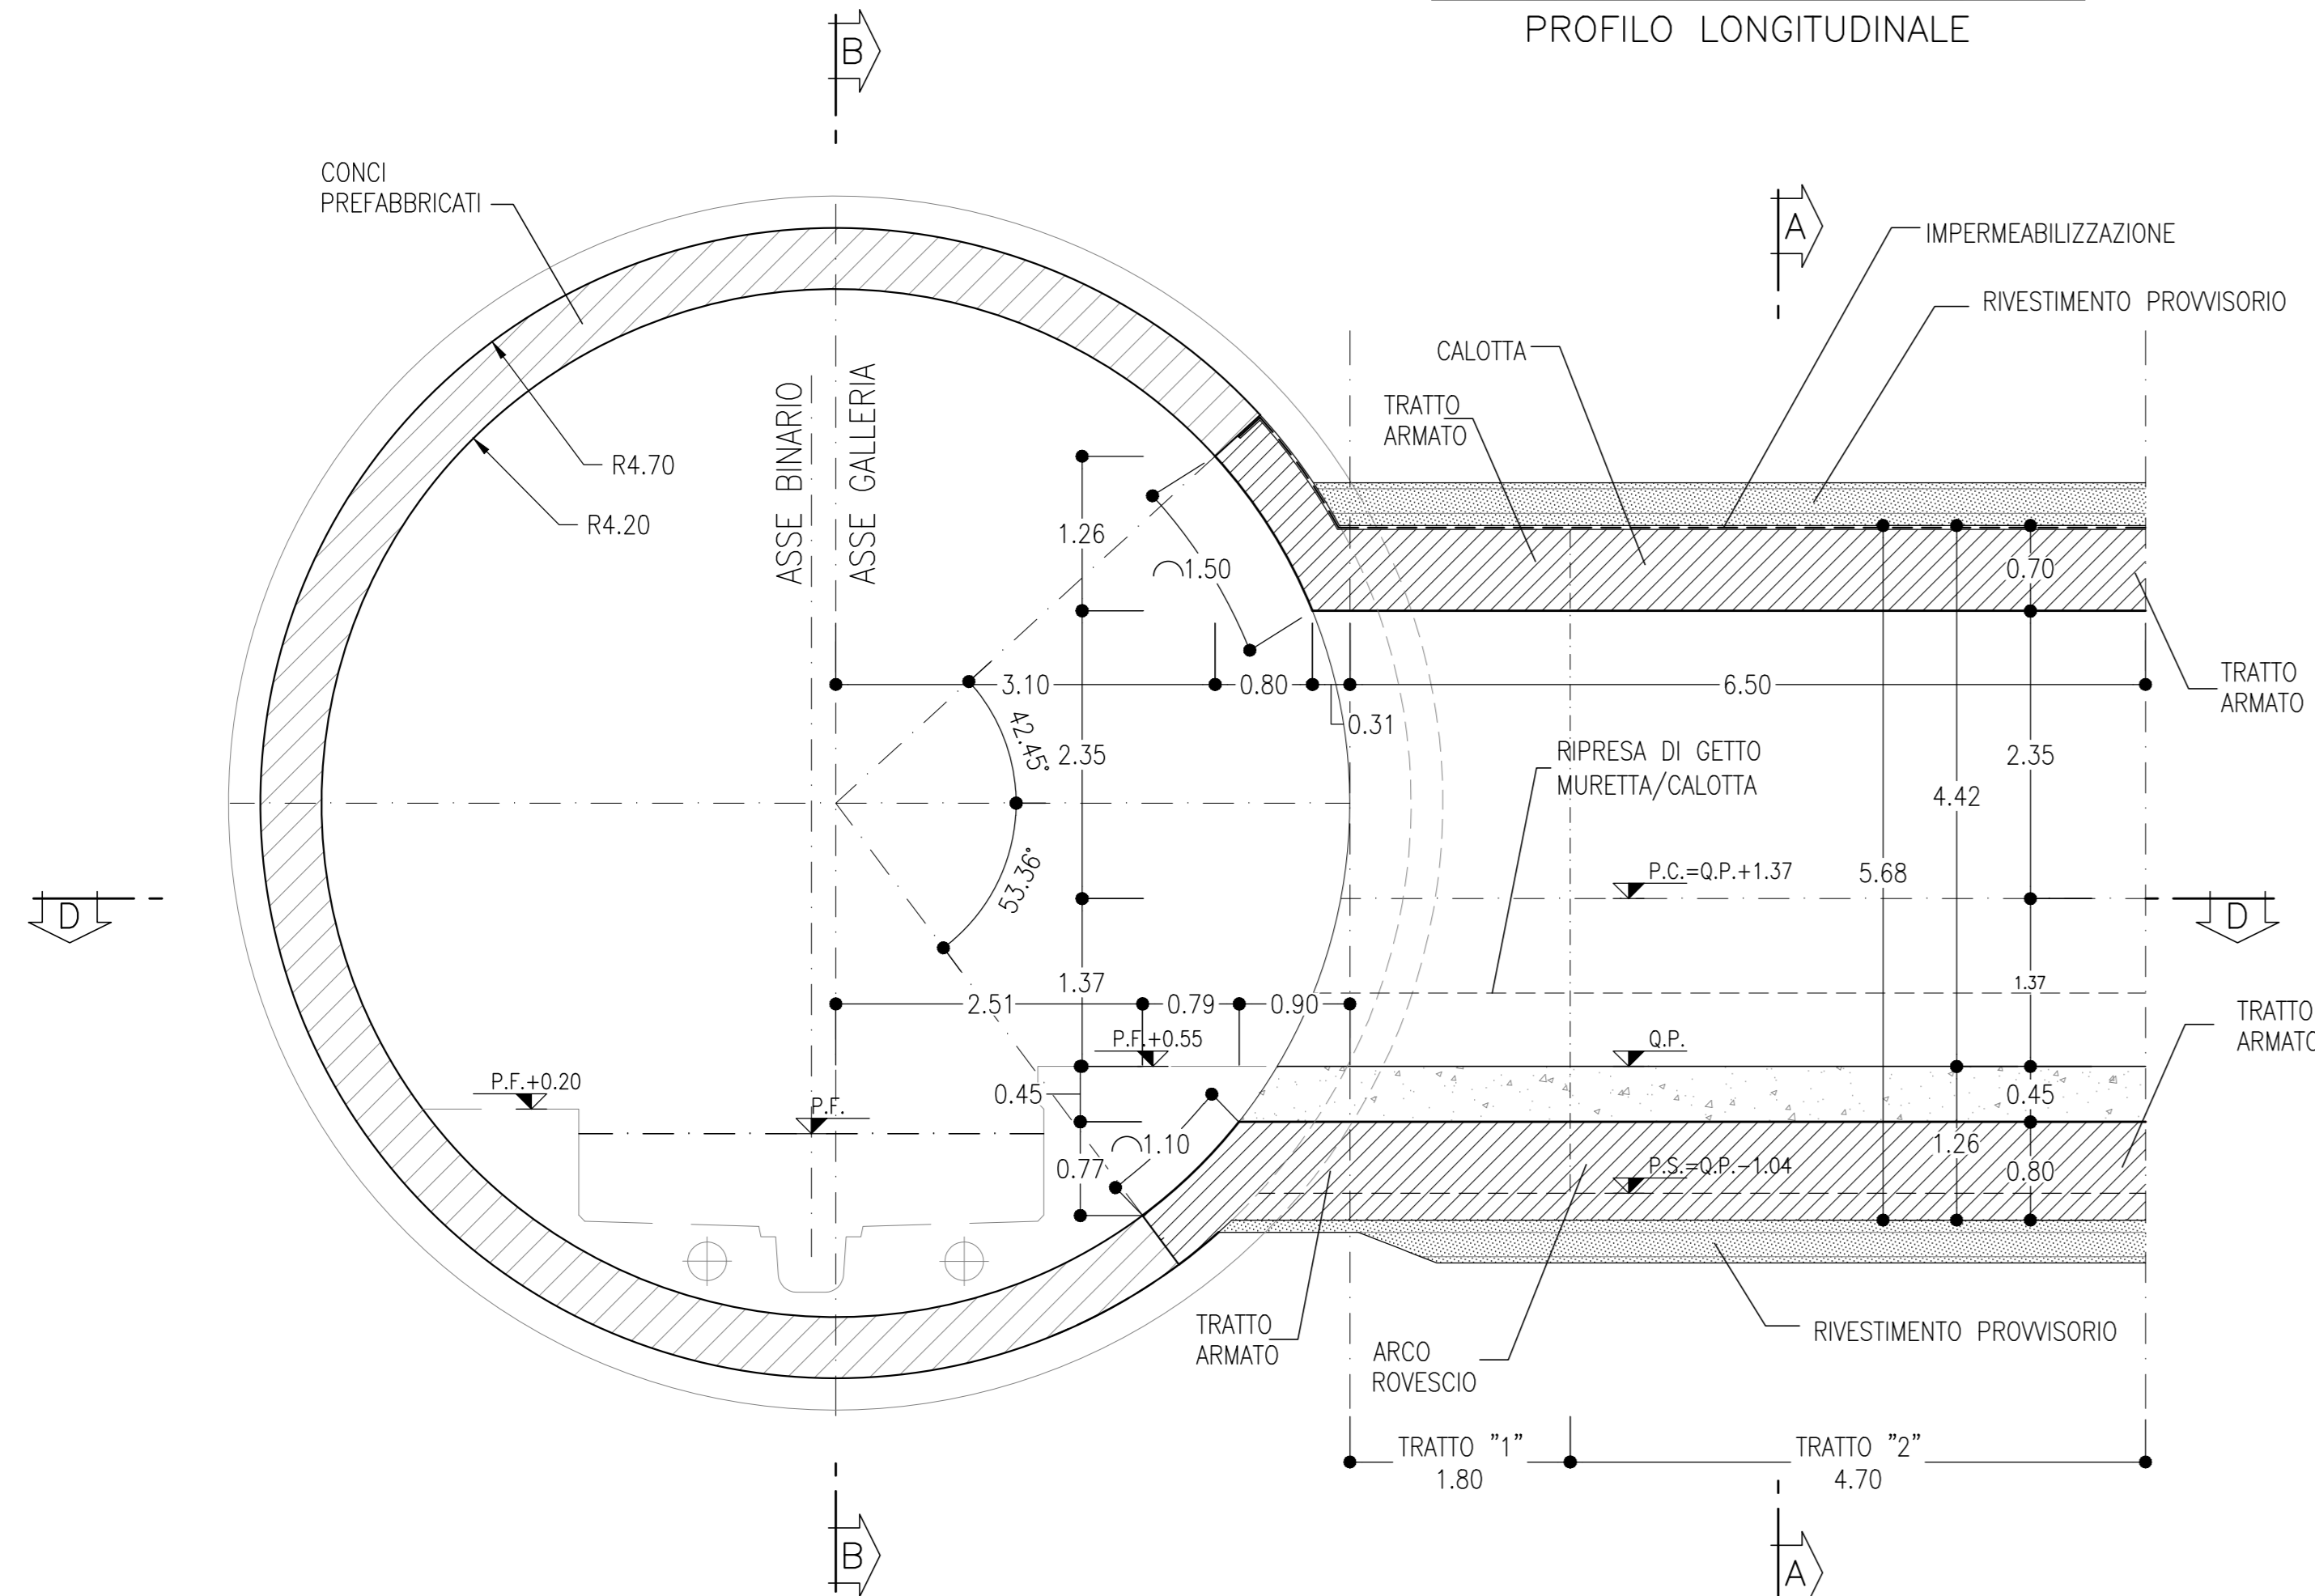 PROFILO LONGITUDINALE
B
CONCI
PREFABBRICATI
A
IMPERMEABILIZZAZIONE
RIVESTIMENTO PROVVISORIO
CALOTTA
TRATTO
ARMATO
ASSE BINARIO
ASSE GALLERIA
R4.70
R4.20
1.26
1.50
0.70
3.10
0.80
6.50
0.31
TRATTO
ARMATO
42.45°
2.35
RIPRESA DI GETTO
MURETTA/CALOTTA
2.35
4.42
53.36°
P.C.=Q.P.+1.37
5.68
D
D
1.37
2.51
0.79
0.90
1.37
TRATTO
ARMATO
P.F.+0.55
Q.P.
P.F.+0.20
P.F.
0.45
0.45
1.10
0.77
1.26
P.S.=Q.P.-1.04
0.80
TRATTO
ARMATO
ARCO
ROVESCIO
RIVESTIMENTO PROVVISORIO
TRATTO "1"
1.80
TRATTO "2"
4.70
B
A